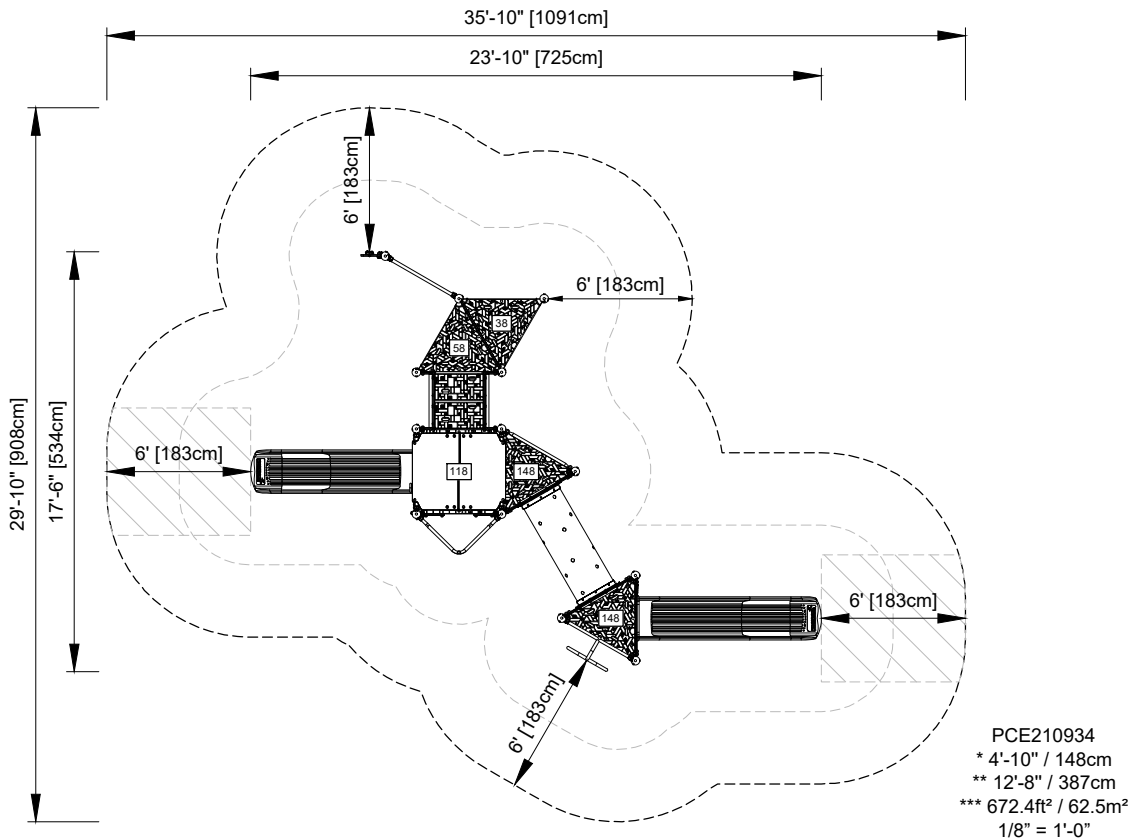 35'-10" [1091cm]
23'-10" [725cm]
6' [183cm]
29'-10" [908cm]
17'-6" [534cm]
6' [183cm]
38
58
6' [183cm]
118
148
148
6' [183cm]
6' [183cm]
PCE210934
* 4'-10" / 148cm
** 12'-8" / 387cm
*** 672.4ft² / 62.5m²
1/8” = 1'-0”